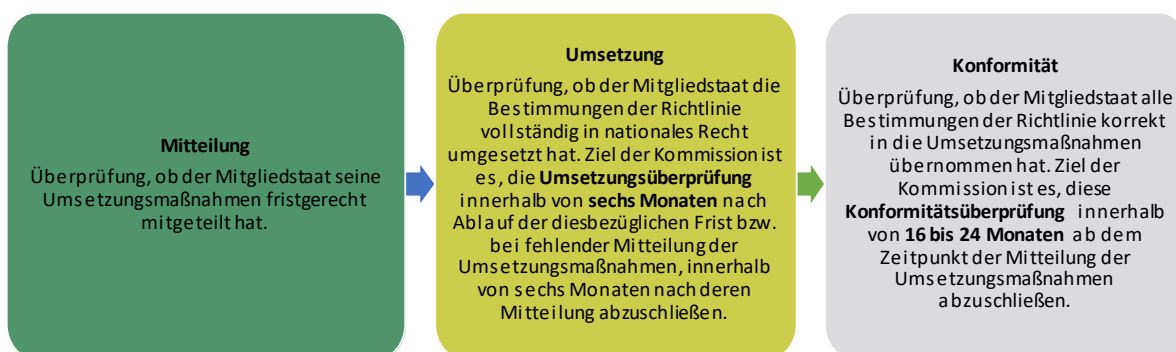 Mitteilung
Überprüfung, ob der Mitgliedstaat seine
Umsetzungsmaßnahmen fristgerecht
mitgeteilt hat.
Umsetzung
Überprüfung, ob der Mitgliedstaat die
Bestimmungen der Richtlinie
vollständig in nationales Recht
umgesetzt hat. Ziel der Kommission ist
es, die Umsetzungsüberprüfung
innerhalb von sechs Monaten nach
Ablauf der diesbezüglichen Frist bzw.
bei fehlender Mitteilung der
Umsetzungsmaßnahmen, innerhalb
von sechs Monaten nach deren
Mitteilung abzuschließen.
Konformität
Überprüfung, ob der Mitgliedstaat alle
Bestimmungen der Richtlinie korrekt
in die Umsetzungsmaßnahmen
übernommen hat. Ziel der
Kommission ist es, diese
Konformitätsüberprüfung innerhalb
von 16 bis 24 Monaten ab dem
Zeitpunkt der Mitteilung der
Umsetzungsmaßnahmen
abzuschließen.